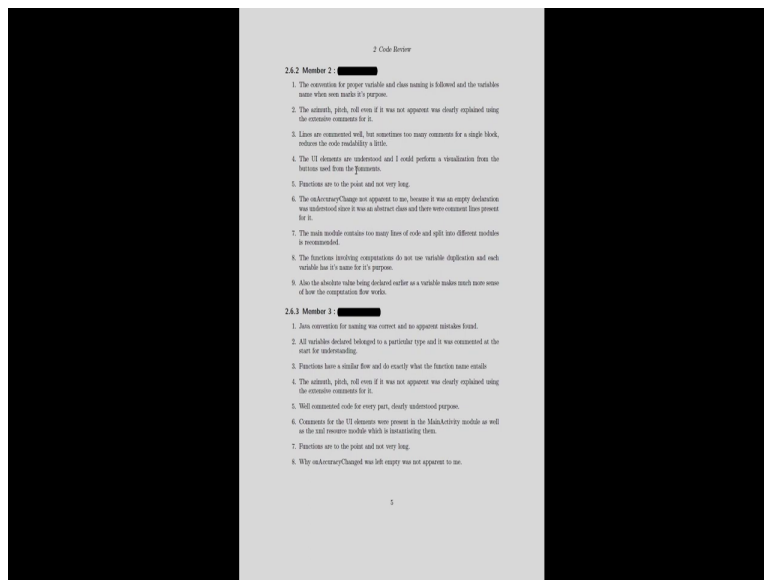 2 Code Review
2.6.2 Member 2 :
1. The convention for proper variable and class naming is followed and the variables
name when seen marks it's purpose.
2. The azimuth, pitch, roll even if it was not apparent was clearly explained using
the extensive comments for it.
3. Lines are commented well, but sometimes too many comments for a single block,
reduces the code readability a little.
4. The UI elements are understood and I could perform a visualization from the
buttons used from the comments.
5. Functions are to the point and not very long.
6. The onAccuracyChange not apparent to me, because it was an empty declaration
was understood since it was an abstract class and there were comment lines present
for it.
7. The main module contains too many lines of code and split into different modules
is recommended.
8. The functions involving computations do not use variable duplication and each
variable has it's name for it's purpose.
9. Also the absolute value being declared earlier as a variable makes much more sense
of how the computation flow works.
2.6.3 Member 3 :
1. Java convention for naming was correct and no apparent mistakes found.
2. All variables declared belonged to a particular type and it was commented at the
start for understanding.
3. Functions have a similar flow and do exactly what the function name entails
4. The azimuth, pitch, roll even if it was not apparent was clearly explained using
the extensive comments for it.
5. Well commented code for every part, clearly understood purpose.
6. Comments for the UI elements were present in the MainActivity module as well
as the xml resource module which is instantiating them.
7. Functions are to the point and not very long.
8. Why onAccuracyChanged was left empty was not apparent to me.
5